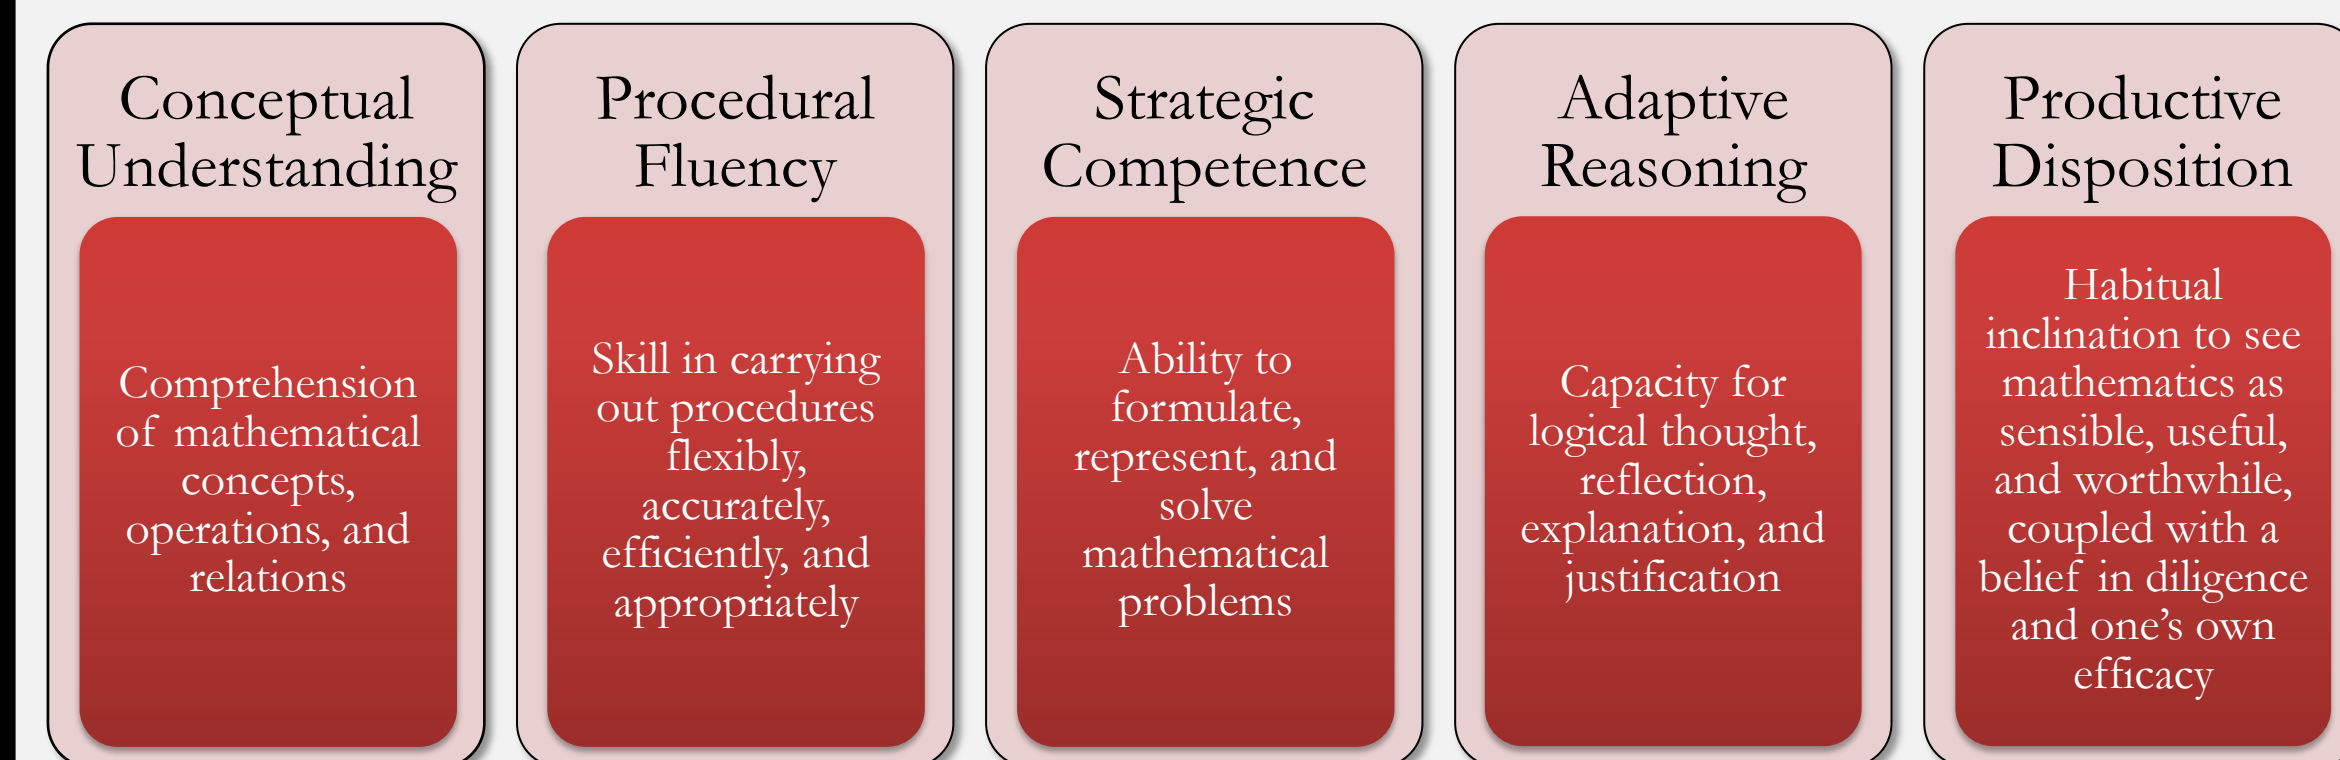 Conceptual
Understanding
Comprehension
of mathematical
concepts,
operations, and
relations
Procedural
Fluency
Skill in carrying
out procedures
flexibly,
accurately,
efficiently, and
appropriately
Strategic
Competence
Ability to
formulate,
represent, and
solve
mathematical
problems
Adaptive
Reasoning
Capacity for
logical thought,
reflection,
explanation, and
justification
Productive
Disposition
Habitual
inclination to see
mathematics as
sensible, useful,
and worthwhile,
coupled with a
belief in diligence
and one’s own
efficacy